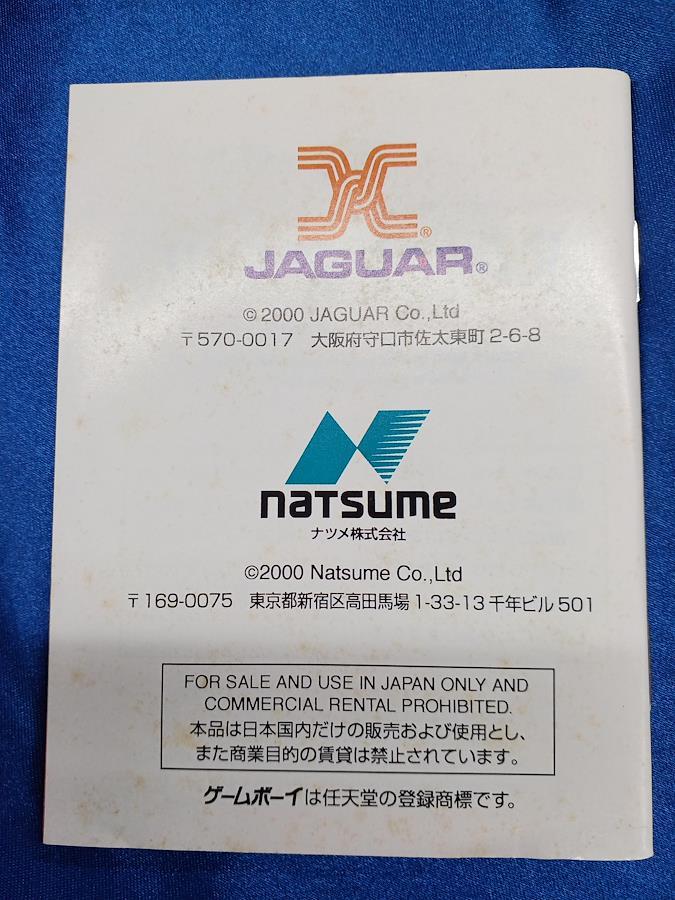 ®
JAGUAR®
©2000 JAGUAR Co.,Ltd
〒570-0017 大阪府守口市佐太東町2-6-8
natsume
ナツメ株式会社
©2000 Natsume Co.,Ltd
〒169-0075 東京都新宿区高田馬場1-33-13千年ビル501
FOR SALE AND USE IN JAPAN ONLY AND
COMMERCIAL RENTAL PROHIBITED.
本品は日本国内だけの販売および使用とし、
また商業目的の賃貸は禁止されています。
ゲームボーイは任天堂の登録商標です。